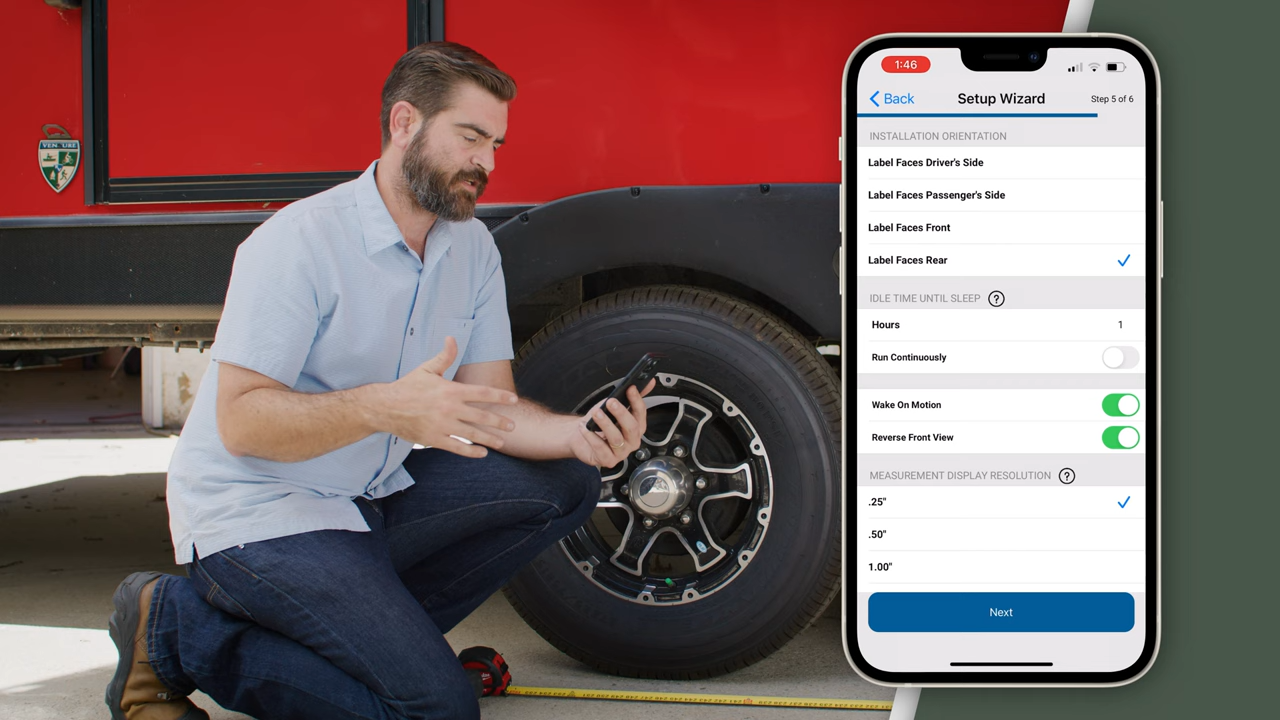 VEN URE
1:46
Back
Setup Wizard
Step 5 of 6
INSTALLATION ORIENTATION
Label Faces Driver's Side
Label Faces Passenger's Side
Label Faces Front
Label Faces Rear
IDLE TIME UNTIL SLEEP ?
Hours 1
Run Continuously
Wake On Motion
Reverse Front View
MEASUREMENT DISPLAY RESOLUTION ?
.25"
.50"
1.00"
Next